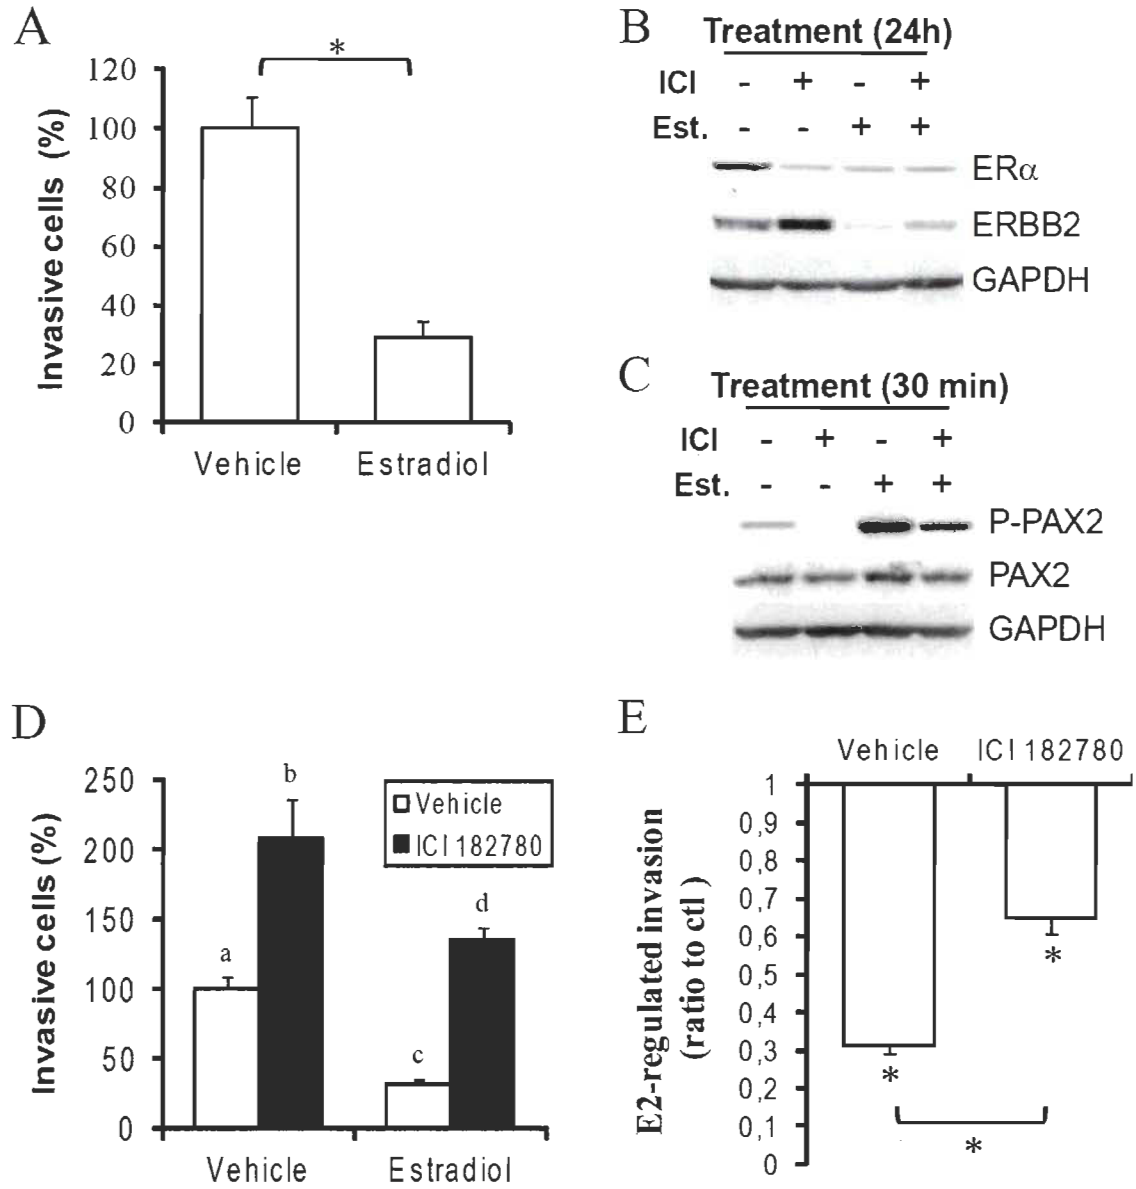 A
*
120
100
80
60
40
20
0
Invasive cells (%)
Vehicle Estradiol
B
Treatment (24h)
ICI - + - +
Est. - - + +
ERα
ERBB2
GAPDH
C
Treatment (30 min)
ICI - + - +
Est. - - + +
P-PAX2
PAX2
GAPDH
D
250
200
150
100
50
0
Invasive cells (%)
a
b
c
d
Vehicle
ICI 182780
Vehicle Estradiol
E
Vehicle ICI 182780
1
0,9
0,8
0,7
0,6
0,5
0,4
0,3
0,2
0,1
0
E2-regulated invasion
(ratio to ctl )
*
*
*